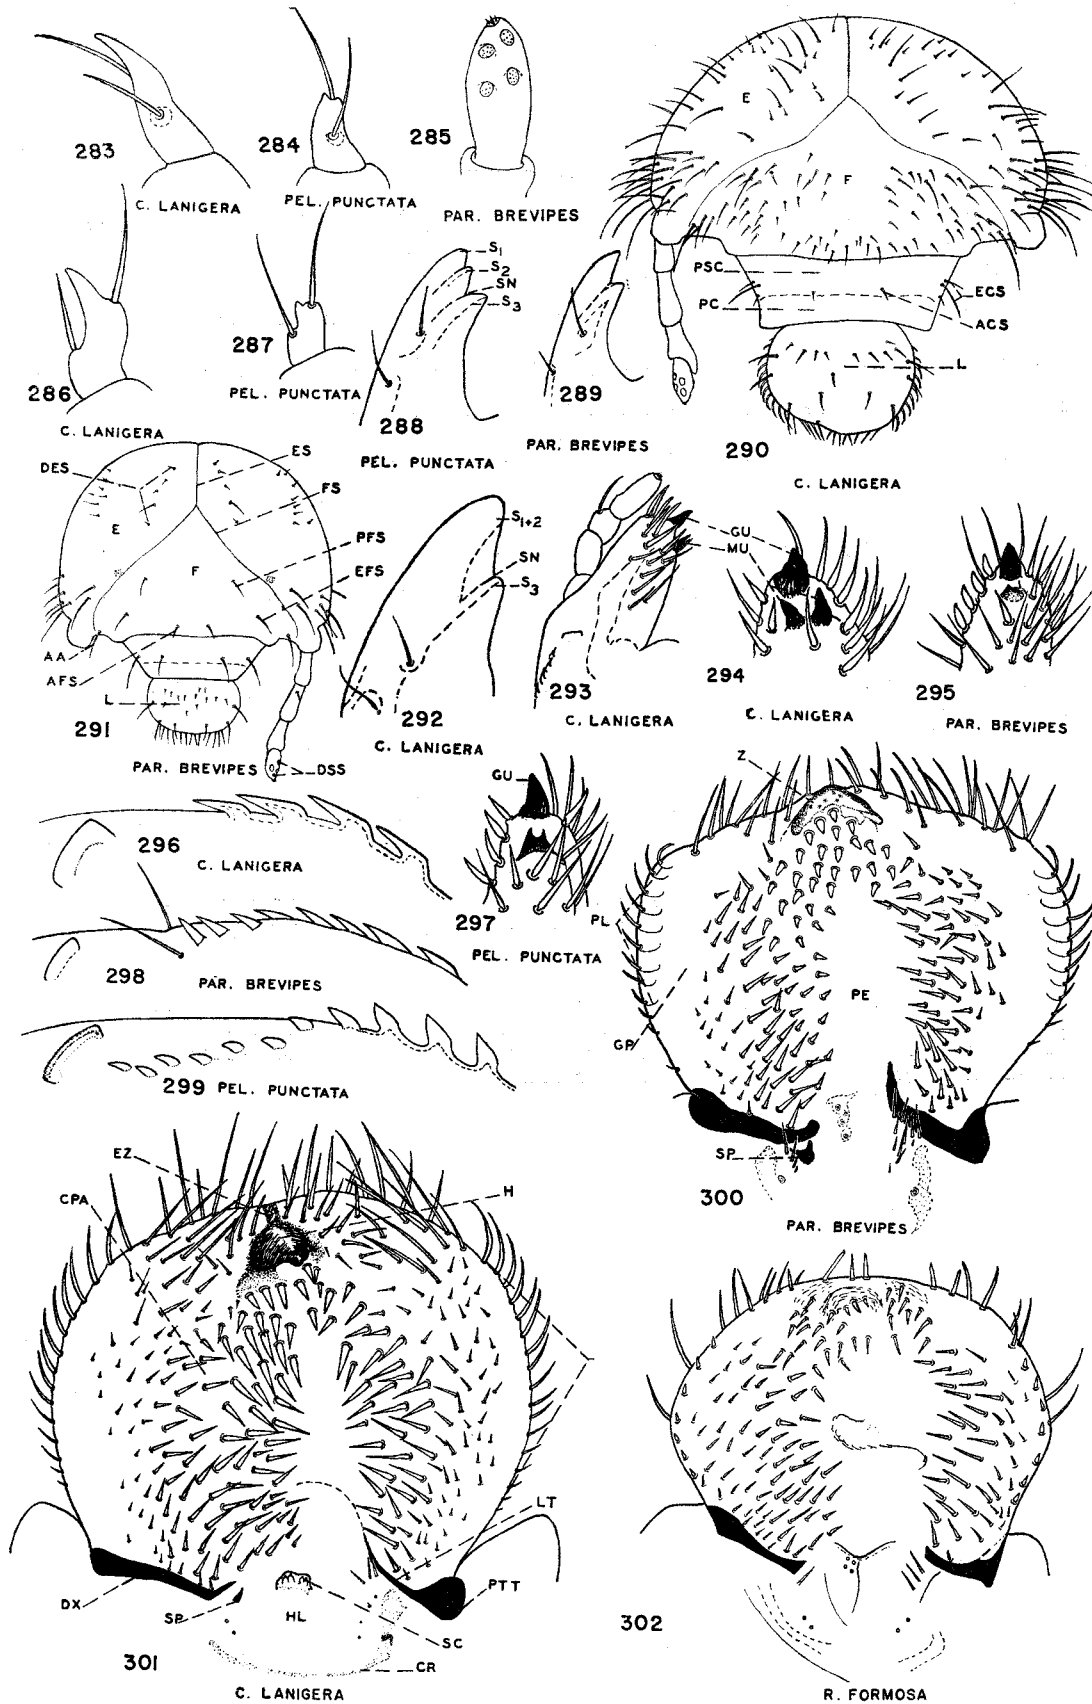 283
C. LANIGERA
284
PEL. PUNCTATA
285
PAR. BREVIPES
E
F
PSC
PC
ECS
ACS
L
290
C. LANIGERA
286
C. LANIGERA
287
PEL. PUNCTATA
S1
S2
SN
S3
288
PEL. PUNCTATA
289
PAR. BREVIPES
DES
ES
FS
E
PFS
F
EFS
AA
AFS
L
291
PAR. BREVIPES
DSS
S1+2
SN
S3
292
C. LANIGERA
293
C. LANIGERA
GU
MU
294
C. LANIGERA
295
PAR. BREVIPES
296
C. LANIGERA
GU
297
PEL. PUNCTATA
298
PAR. BREVIPES
299 PEL. PUNCTATA
Z
PL
PE
GP
SP
300
PAR. BREVIPES
EZ
H
CPA
LT
DX
SP
HL
PTT
SC
CR
301
C. LANIGERA
302
R. FORMOSA